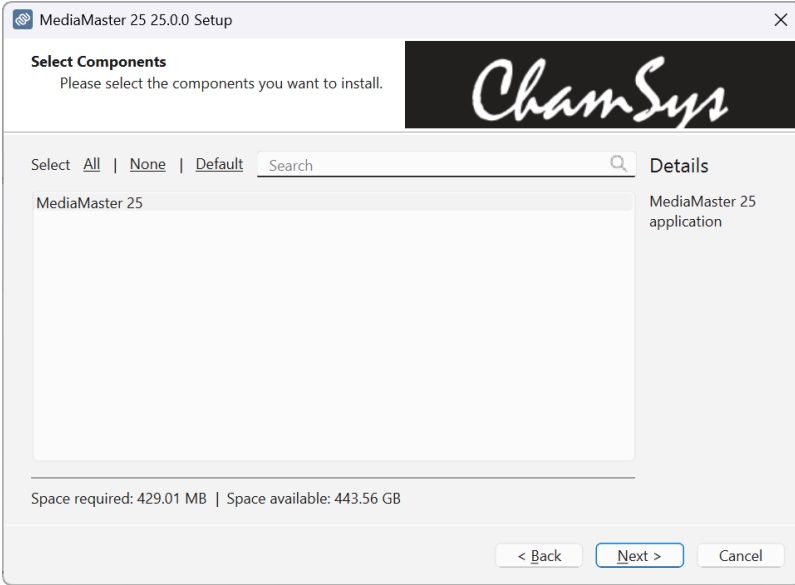 MediaMaster 25 25.0.0 Setup
Select Components
Please select the components you want to install.
ChamSys
Select All | None | Default Search
Details
MediaMaster 25
MediaMaster 25
application
Space required: 429.01 MB | Space available: 443.56 GB
< Back Next > Cancel